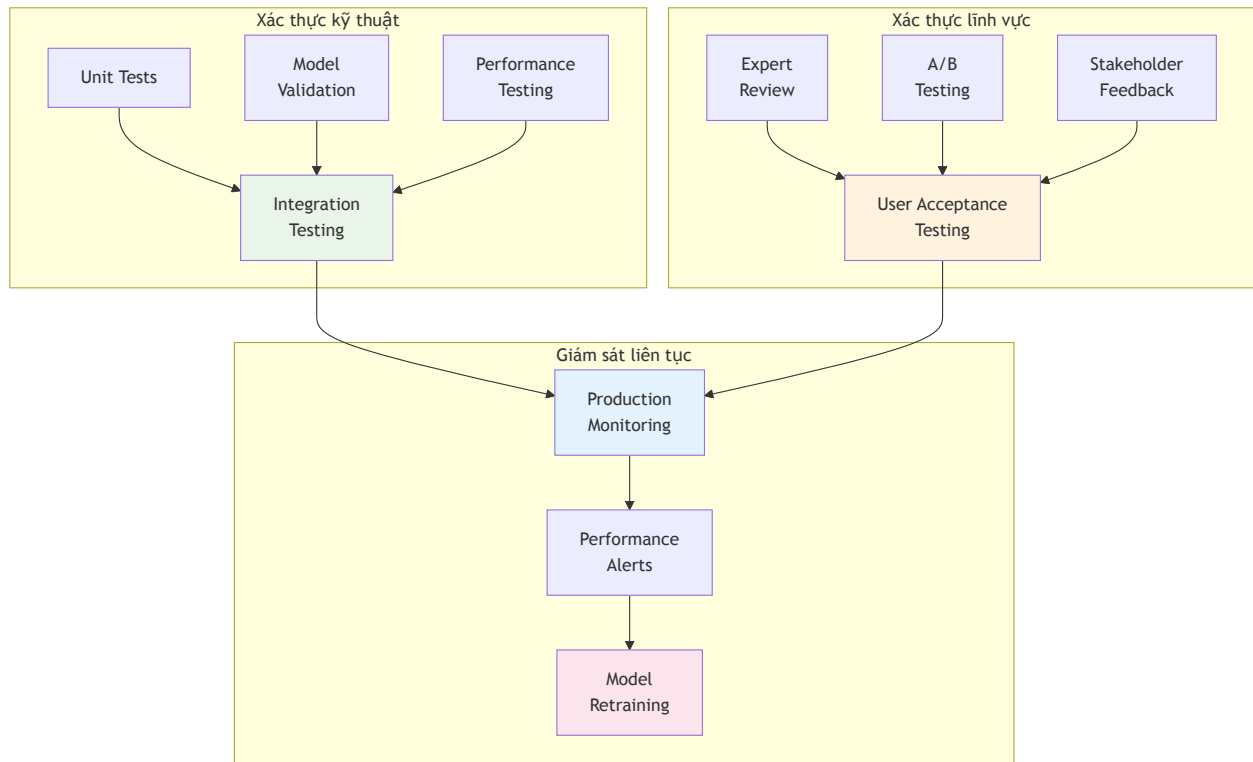 Xác thực kỹ thuật
Unit Tests
Model
Validation
Performance
Testing
Integration
Testing
Xác thực lĩnh vực
Expert
Review
A/B
Testing
Stakeholder
Feedback
User Acceptance
Testing
Giám sát liên tục
Production
Monitoring
Performance
Alerts
Model
Retraining